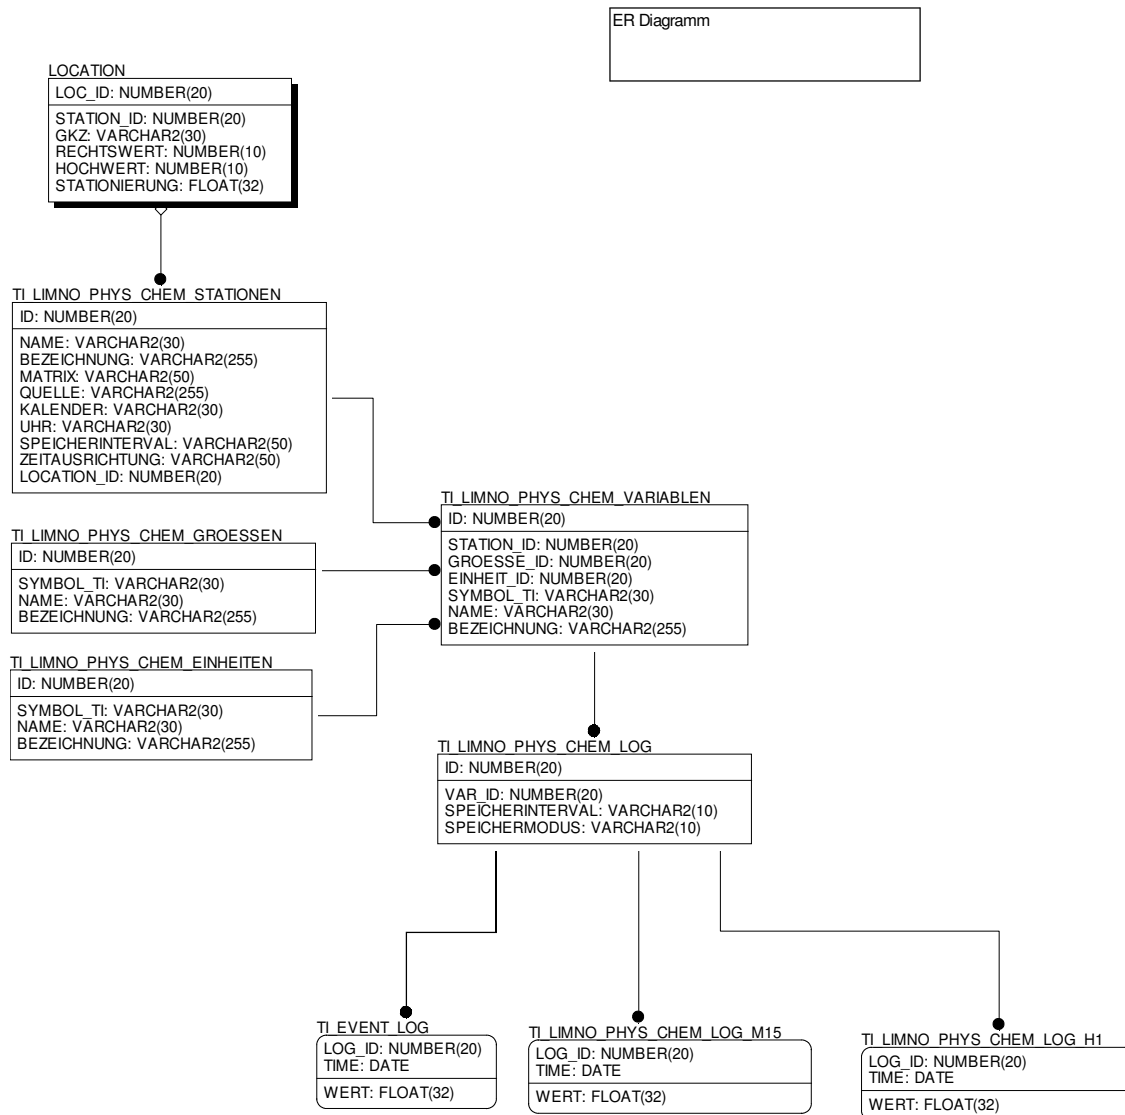 ER Diagramm
LOCATION
LOC_ID: NUMBER(20)
STATION_ID: NUMBER(20)
GKZ: VARCHAR2(30)
RECHTSWERT: NUMBER(10)
HOCHWERT: NUMBER(10)
STATIONIERUNG: FLOAT(32)
TI_LIMNO_PHYS_CHEM_STATIONEN
ID: NUMBER(20)
NAME: VARCHAR2(30)
BEZEICHNUNG: VARCHAR2(255)
MATRIX: VARCHAR2(50)
QUELLE: VARCHAR2(255)
KALENDER: VARCHAR2(30)
UHR: VARCHAR2(30)
SPEICHERINTERVAL: VARCHAR2(50)
ZEITAUSRICHTUNG: VARCHAR2(50)
LOCATION_ID: NUMBER(20)
TI_LIMNO_PHYS_CHEM_GROESSEN
ID: NUMBER(20)
SYMBOL_TI: VARCHAR2(30)
NAME: VARCHAR2(30)
BEZEICHNUNG: VARCHAR2(255)
TI_LIMNO_PHYS_CHEM_EINHEITEN
ID: NUMBER(20)
SYMBOL_TI: VARCHAR2(30)
NAME: VARCHAR2(30)
BEZEICHNUNG: VARCHAR2(255)
TI_LIMNO_PHYS_CHEM_VARIABLEN
ID: NUMBER(20)
STATION_ID: NUMBER(20)
GROESSE_ID: NUMBER(20)
EINHEIT_ID: NUMBER(20)
SYMBOL_TI: VARCHAR2(30)
NAME: VARCHAR2(30)
BEZEICHNUNG: VARCHAR2(255)
TI_LIMNO_PHYS_CHEM_LOG
ID: NUMBER(20)
VAR_ID: NUMBER(20)
SPEICHERINTERVAL: VARCHAR2(10)
SPEICHERMODUS: VARCHAR2(10)
TI_EVENT_LOG
LOG_ID: NUMBER(20)
TIME: DATE
WERT: FLOAT(32)
TI_LIMNO_PHYS_CHEM_LOG_M15
LOG_ID: NUMBER(20)
TIME: DATE
WERT: FLOAT(32)
TI_LIMNO_PHYS_CHEM_LOG_H1
LOG_ID: NUMBER(20)
TIME: DATE
WERT: FLOAT(32)